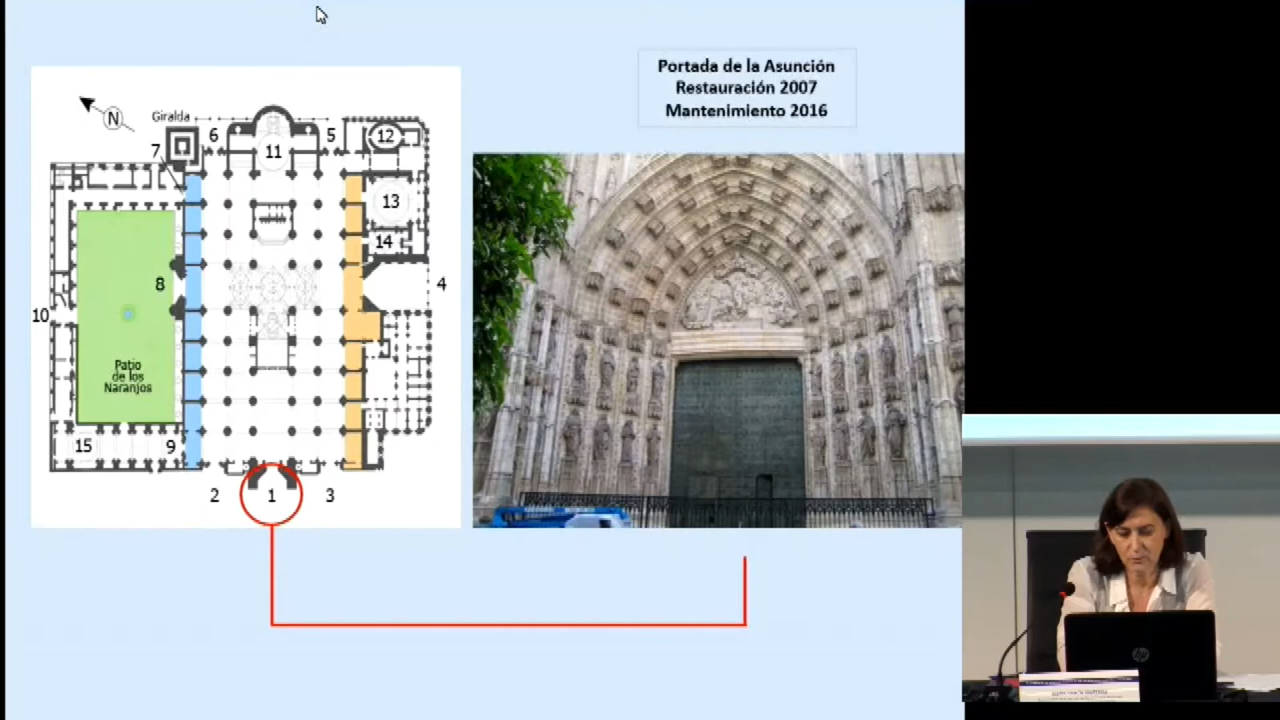 Portada de la Asunción
Restauración 2007
Mantenimiento 2016
N
Giralda
6
5
12
7
11
13
14
8
4
10
Patio
de los
Naranjos
15
9
2
1
3
hp